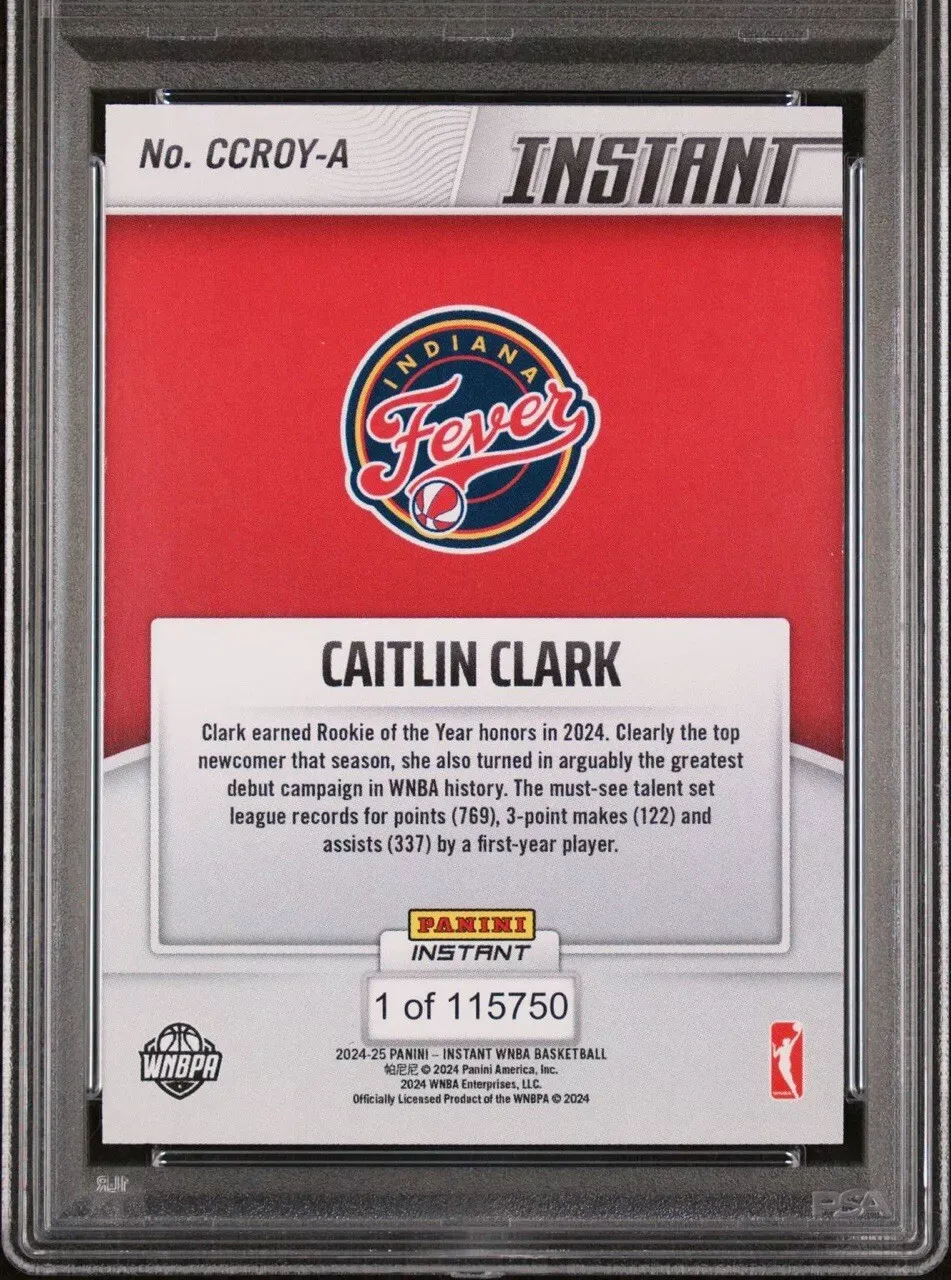 No. CCROY-A
INSTANT
INDIANA
Fever
CAITLIN CLARK
Clark earned Rookie of the Year honors in 2024. Clearly the top
newcomer that season, she also turned in arguably the greatest
debut campaign in WNBA history. The must-see talent set
league records for points (769), 3-point makes (122) and
assists (337) by a first-year player.
PANINI
INSTANT
1 of 115750
WNBPA
2024-25 PANINI – INSTANT WNBA BASKETBALL
帕尼尼 © 2024 Panini America, Inc.
2024 WNBA Enterprises, LLC.
Officially Licensed Product of the WNBPA © 2024
WNBA
PSA